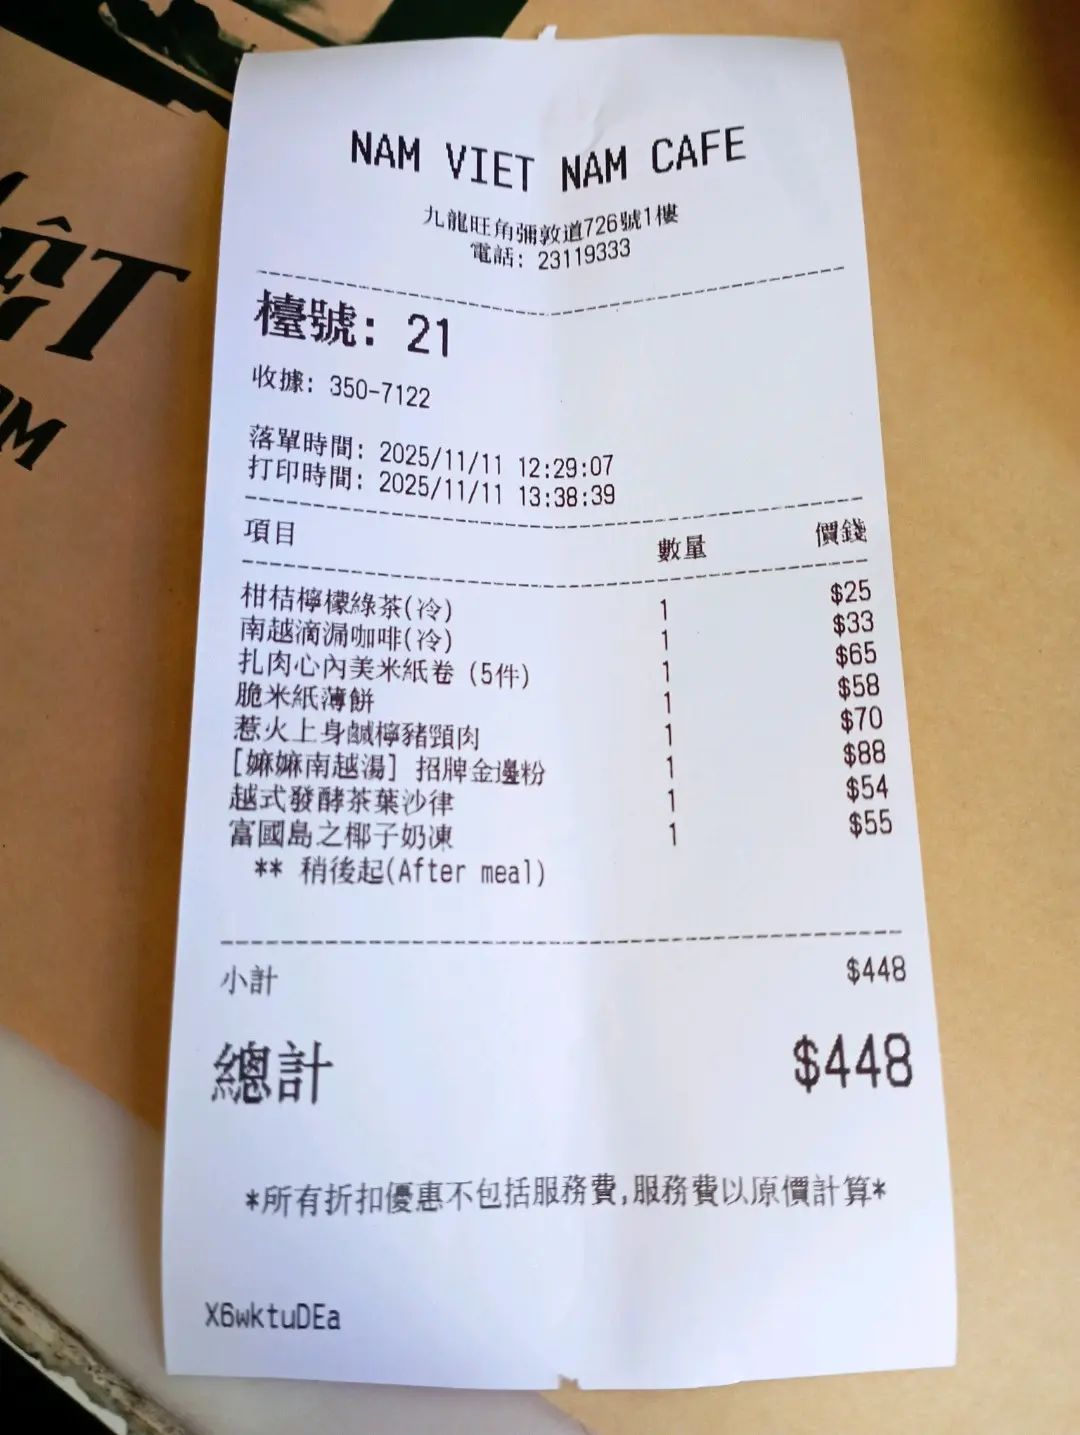 NAM VIET NAM CAFE
九龍旺角彌敦道726號1樓
電話: 23119333
檯號: 21
收據: 350-7122
落單時間: 2025/11/11 12:29:07
打印時間: 2025/11/11 13:38:39
項目 數量 價錢
柑桔檸檬綠茶(冷) 1 $25
南越滴漏咖啡(冷) 1 $33
扎肉心內美米紙卷 (5件) 1 $65
脆米紙薄餅 1 $58
惹火上身鹹檸豬頸肉 1 $70
[嫲嫲南越湯] 招牌金邊粉 1 $88
越式發酵茶葉沙律 1 $54
富國島之椰子奶凍 1 $55
** 稍後起(After meal)
小計 $448
總計 $448
*所有折扣優惠不包括服務費,服務費以原價計算*
X6wktuDEa